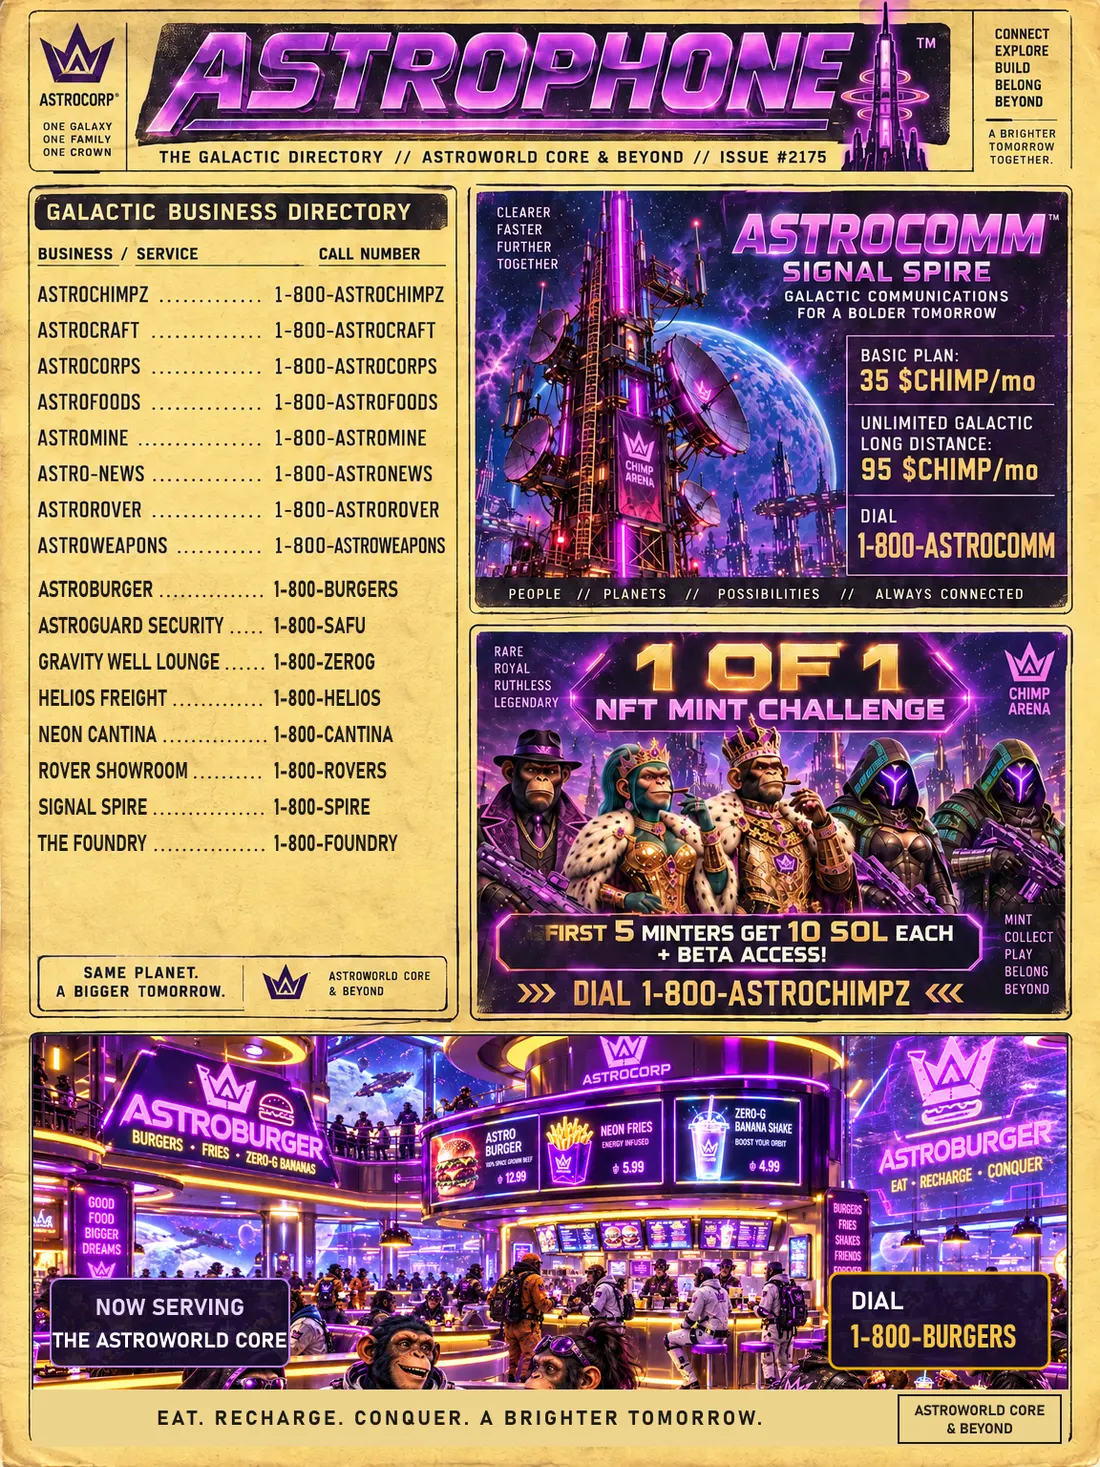 ASTROCORP®
ONE GALAXY
ONE FAMILY
ONE CROWN
ASTROPHONE ™
THE GALACTIC DIRECTORY // ASTROWORLD CORE & BEYOND // ISSUE #2175
CONNECT
EXPLORE
BUILD
BELONG
BEYOND
A BRIGHTER
TOMORROW
TOGETHER.
GALACTIC BUSINESS DIRECTORY
BUSINESS / SERVICE CALL NUMBER
ASTROCHIMPZ ............. 1-800-ASTROCHIMPZ
ASTROCRAFT .............. 1-800-ASTROCRAFT
ASTROCORPS .............. 1-800-ASTROCORPS
ASTROFOODS .............. 1-800-ASTROFOODS
ASTROMINE ................ 1-800-ASTROMINE
ASTRO-NEWS .............. 1-800-ASTRONEWS
ASTROROVER .............. 1-800-ASTROROVER
ASTROWEAPONS ........... 1-800-ASTROWEAPONS
ASTROBURGER .............. 1-800-BURGERS
ASTROGUARD SECURITY ..... 1-800-SAFU
GRAVITY WELL LOUNGE ...... 1-800-ZEROG
HELIOS FREIGHT ............ 1-800-HELIOS
NEON CANTINA .............. 1-800-CANTINA
ROVER SHOWROOM .......... 1-800-ROVERS
SIGNAL SPIRE ............... 1-800-SPIRE
THE FOUNDRY ............... 1-800-FOUNDRY
SAME PLANET.
A BIGGER TOMORROW.
ASTROWORLD CORE
& BEYOND
CLEARER
FASTER
FURTHER
TOGETHER
ASTROCOMM™
SIGNAL SPIRE
GALACTIC COMMUNICATIONS
FOR A BOLDER TOMORROW
BASIC PLAN:
35 $CHIMP/mo
UNLIMITED GALACTIC
LONG DISTANCE:
95 $CHIMP/mo
DIAL
1-800-ASTROCOMM
CHIMP
ARENA
PEOPLE // PLANETS // POSSIBILITIES // ALWAYS CONNECTED
RARE
ROYAL
RUTHLESS
LEGENDARY
1 OF 1
NFT MINT CHALLENGE
CHIMP
ARENA
FIRST 5 MINTERS GET 10 SOL EACH
+ BETA ACCESS!
MINT
COLLECT
PLAY
BELONG
BEYOND
>>> DIAL 1-800-ASTROCHIMPZ <<<
ASTROBURGER
BURGERS • FRIES • ZERO-G BANANAS
GOOD
FOOD
BIGGER
DREAMS
ASTROCORP
ASTRO
BURGER
100% SPACE GROWN BEEF
12.99
NEON FRIES
ENERGY INFUSED
5.99
ZERO-G
BANANA SHAKE
BOOST YOUR ORBIT
4.99
ASTROBURGER
EAT • RECHARGE • CONQUER
BURGERS
FRIES
SHAKES
FRIENDS
FOREVER
NOW SERVING
THE ASTROWORLD CORE
DIAL
1-800-BURGERS
EAT. RECHARGE. CONQUER. A BRIGHTER TOMORROW.
ASTROWORLD CORE
& BEYOND